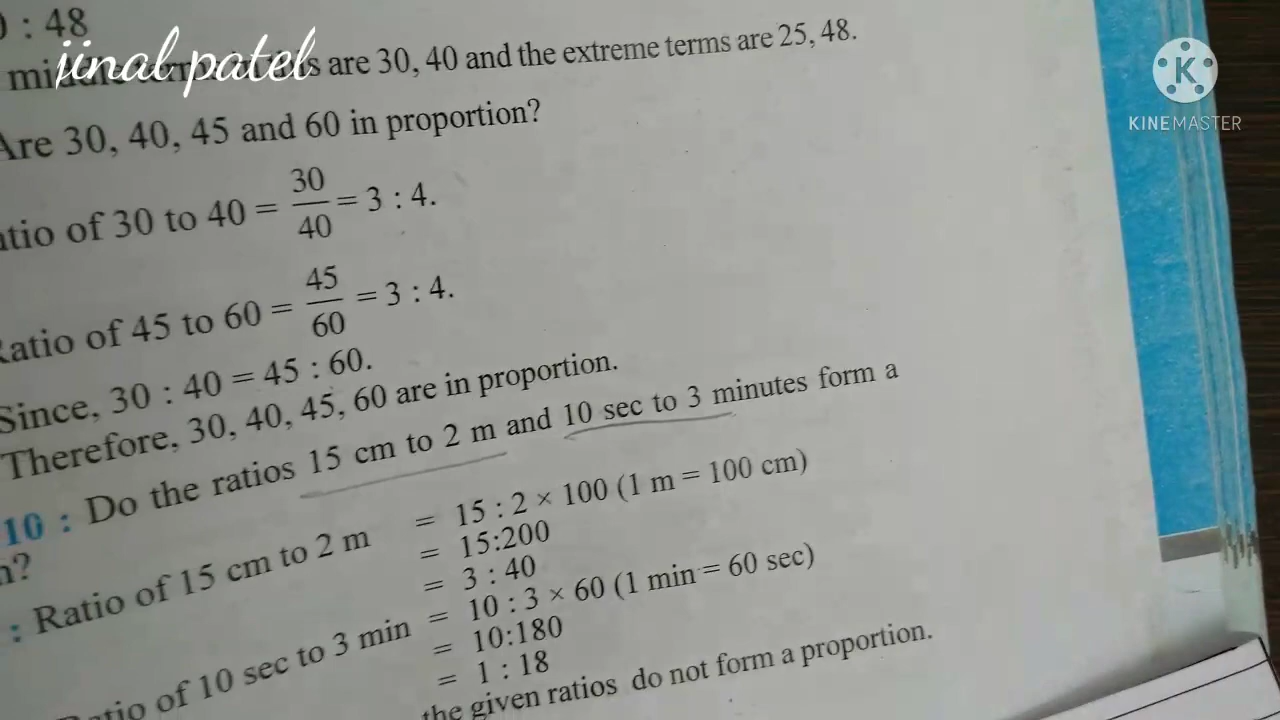 ) : 48
jinal patel
are 30, 40 and the extreme terms are 25, 48.
K
KINEMASTER
Are 30, 40, 45 and 60 in proportion?
atio of 30 to 40 = 30/40 = 3 : 4.
Ratio of 45 to 60 = 45/60 = 3 : 4.
Since, 30 : 40 = 45 : 60.
Therefore, 30, 40, 45, 60 are in proportion.
10 : Do the ratios 15 cm to 2 m and 10 sec to 3 minutes form a
n?
: Ratio of 15 cm to 2 m = 15 : 2 × 100 (1 m = 100 cm)
= 15:200
= 3 : 40
Ratio of 10 sec to 3 min = 10 : 3 × 60 (1 min = 60 sec)
= 10:180
= 1 : 18
the given ratios do not form a proportion.